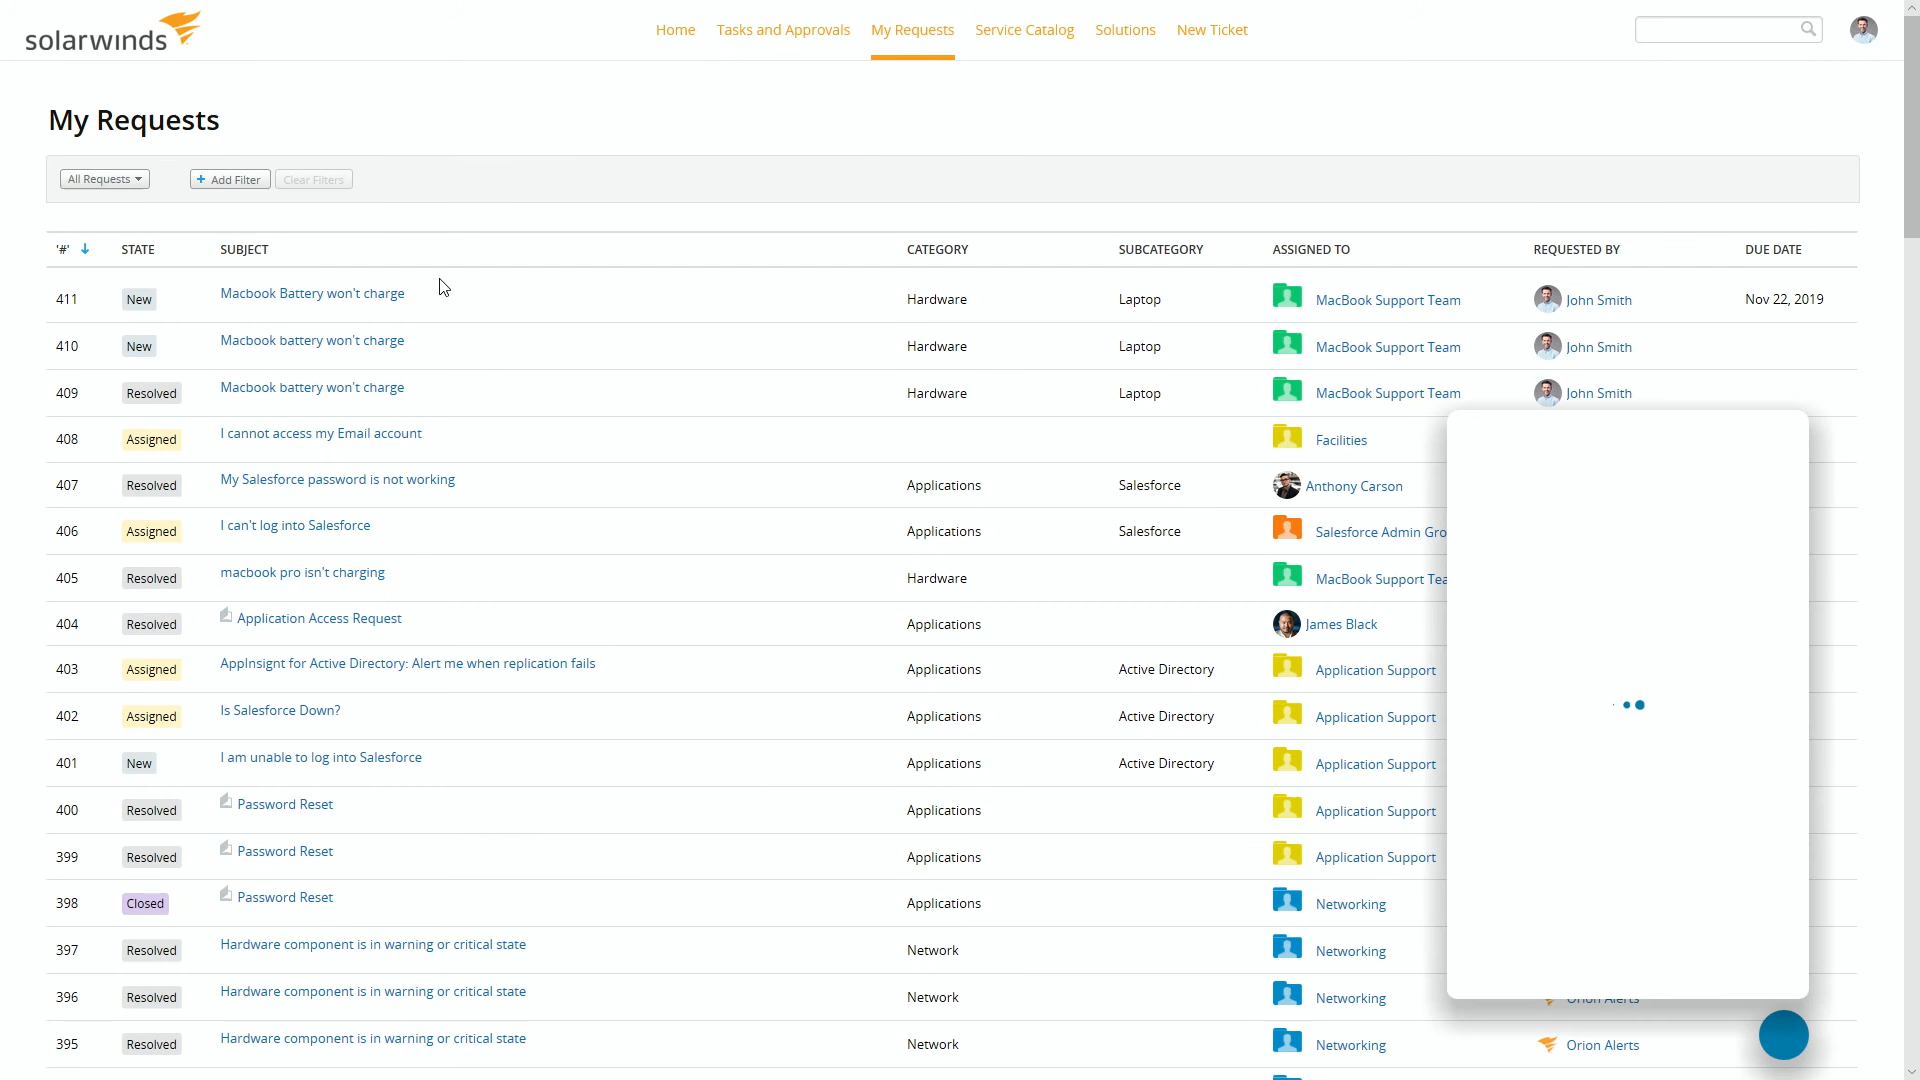 solarwinds
Home Tasks and Approvals My Requests Service Catalog Solutions New Ticket
My Requests
All Requests + Add Filter Clear Filters
'#' STATE SUBJECT CATEGORY SUBCATEGORY ASSIGNED TO REQUESTED BY DUE DATE
411 New Macbook Battery won't charge Hardware Laptop MacBook Support Team John Smith Nov 22, 2019
410 New Macbook battery won't charge Hardware Laptop MacBook Support Team John Smith
409 Resolved Macbook battery won't charge Hardware Laptop MacBook Support Team John Smith
408 Assigned I cannot access my Email account Facilities
407 Resolved My Salesforce password is not working Applications Salesforce Anthony Carson
406 Assigned I can't log into Salesforce Applications Salesforce Salesforce Admin Gro
405 Resolved macbook pro isn't charging Hardware MacBook Support Tea
404 Resolved Application Access Request Applications James Black
403 Assigned AppInsignt for Active Directory: Alert me when replication fails Applications Active Directory Application Support
402 Assigned Is Salesforce Down? Applications Active Directory Application Support
401 New I am unable to log into Salesforce Applications Active Directory Application Support
400 Resolved Password Reset Applications Application Support
399 Resolved Password Reset Applications Application Support
398 Closed Password Reset Applications Networking
397 Resolved Hardware component is in warning or critical state Network Networking
396 Resolved Hardware component is in warning or critical state Network Networking Orion Alerts
395 Resolved Hardware component is in warning or critical state Network Networking Orion Alerts